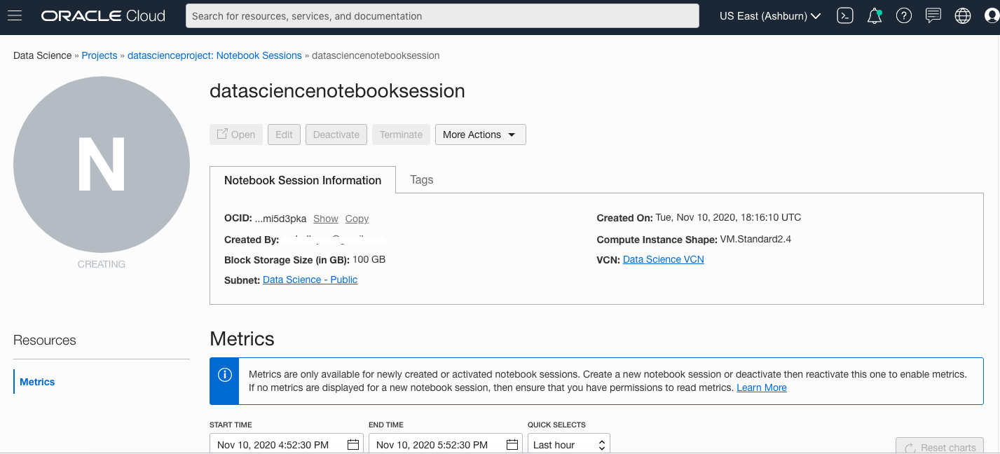 ORACLE Cloud
Search for resources, services, and documentation
US East (Ashburn)
Data Science » Projects » datascienceproject: Notebook Sessions » datasciencenotebooksession
N
CREATING
datasciencenotebooksession
Open Edit Deactivate Terminate More Actions
Notebook Session Information Tags
OCID: ...mi5d3pka Show Copy
Created By:
Block Storage Size (in GB): 100 GB
Subnet: Data Science - Public
Created On: Tue, Nov 10, 2020, 18:16:10 UTC
Compute Instance Shape: VM.Standard2.4
VCN: Data Science VCN
Resources
Metrics
Metrics
Metrics are only available for newly created or activated notebook sessions. Create a new notebook session or deactivate then reactivate this one to enable metrics.
If no metrics are displayed for a new notebook session, then ensure that you have permissions to read metrics. Learn More
START TIME END TIME QUICK SELECTS
Nov 10, 2020 4:52:30 PM Nov 10, 2020 5:52:30 PM Last hour Reset charts